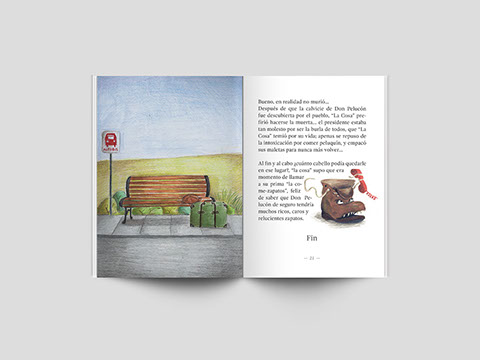 Bueno, en realidad no murió...
Después de que la calvicie de Don Pelucón
fue descubierta por el pueblo, "La Cosa" pre-
firió hacerse la muerta... el presidente estaba
tan molesto por ser la burla de todos, que "La
Cosa" temió por su vida; apenas se repuso de
la intoxicación por comer peluquín, y empacó
sus maletas para nunca más volver...
Al fin y al cabo ¿cuánto cabello podía quedarle
en ese lugar?, "la cosa" supo que era
momento de llamar
a su prima "la co-
me-zapatos", feliz
de saber que Don Pe-
lucón de seguro tendría
muchos ricos, caros y
relucientes zapatos.
Fin